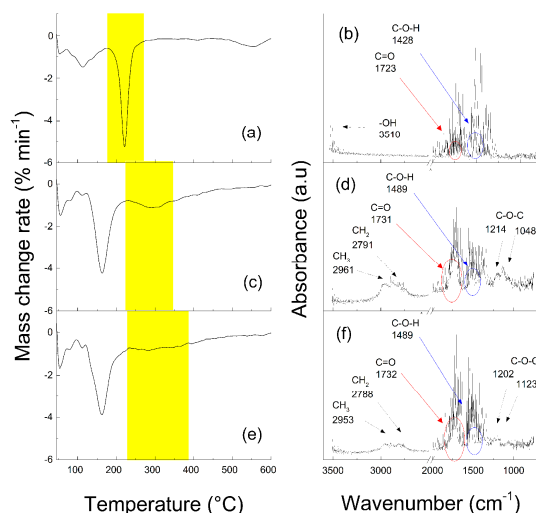 Mass change rate (% min⁻¹)
0
-2
-4
-6
(a)
0
-2
-4
-6
(c)
0
-2
-4
-6
(e)
100 200 300 400 500 600
Temperature (°C)
Absorbance (a.u)
(b)
C-O-H
1428
C=O
1723
-OH
3510
(d)
C-O-H
1489
C=O
1731
CH₂
2791
CH₃
2961
C-O-C
1214 1048
(f)
C-O-H
1489
C=O
1732
CH₂
2788
CH₃
2953
C-O-C
1202
1123
3500 3000 2000 1500 1000
Wavenumber (cm⁻¹)